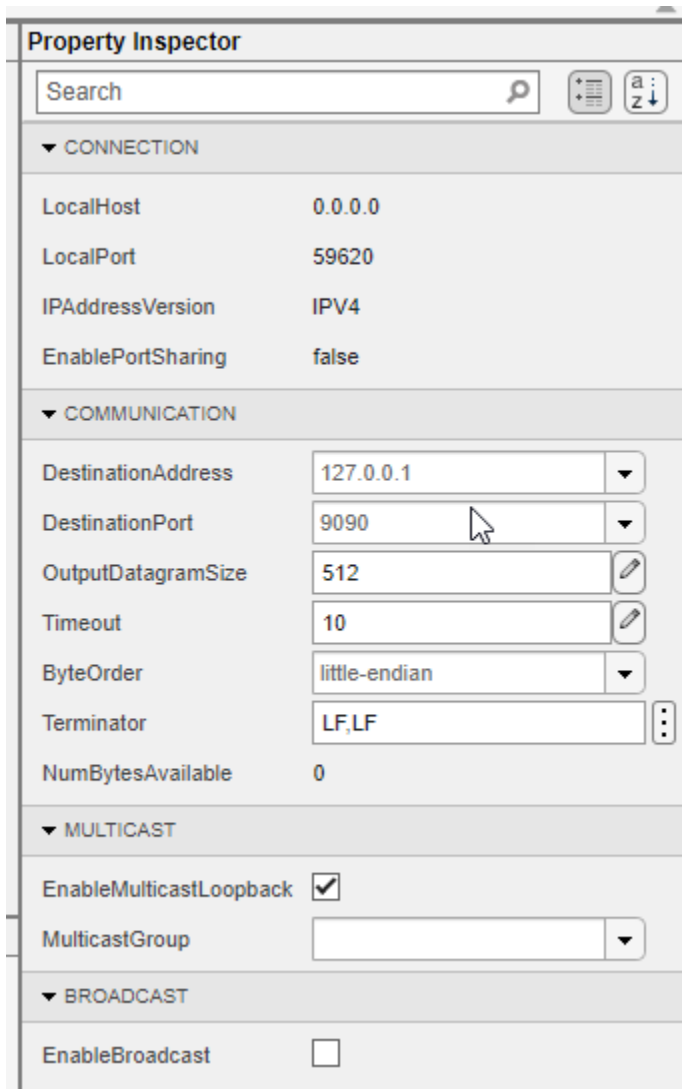 Property Inspector
Search
a
z
CONNECTION
LocalHost 0.0.0.0
LocalPort 59620
IPAddressVersion IPV4
EnablePortSharing false
COMMUNICATION
DestinationAddress 127.0.0.1
DestinationPort 9090
OutputDatagramSize 512
Timeout 10
ByteOrder little-endian
Terminator LF,LF
NumBytesAvailable 0
MULTICAST
EnableMulticastLoopback
MulticastGroup
BROADCAST
EnableBroadcast